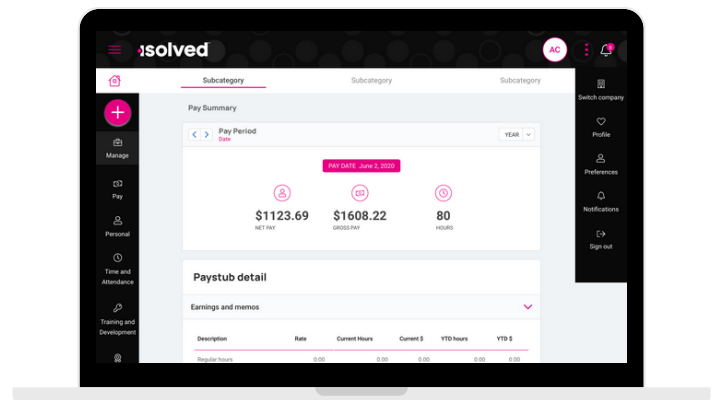 isolved
AC
Subcategory
Subcategory
Subcategory
Switch company
Profile
Preferences
Notifications
Sign out
Manage
Pay
Personal
Time and
Attendance
Training and
Development
Pay Summary
Pay Period
Date
YEAR
PAY DATE June 2, 2020
$1123.69
$1608.22
80
NET PAY
GROSS PAY
HOURS
Paystub detail
Earnings and memos
Description Rate Current Hours Current $ YTD hours YTD $
Regular hours 0.00 0.00 0.00 0.00 0.00